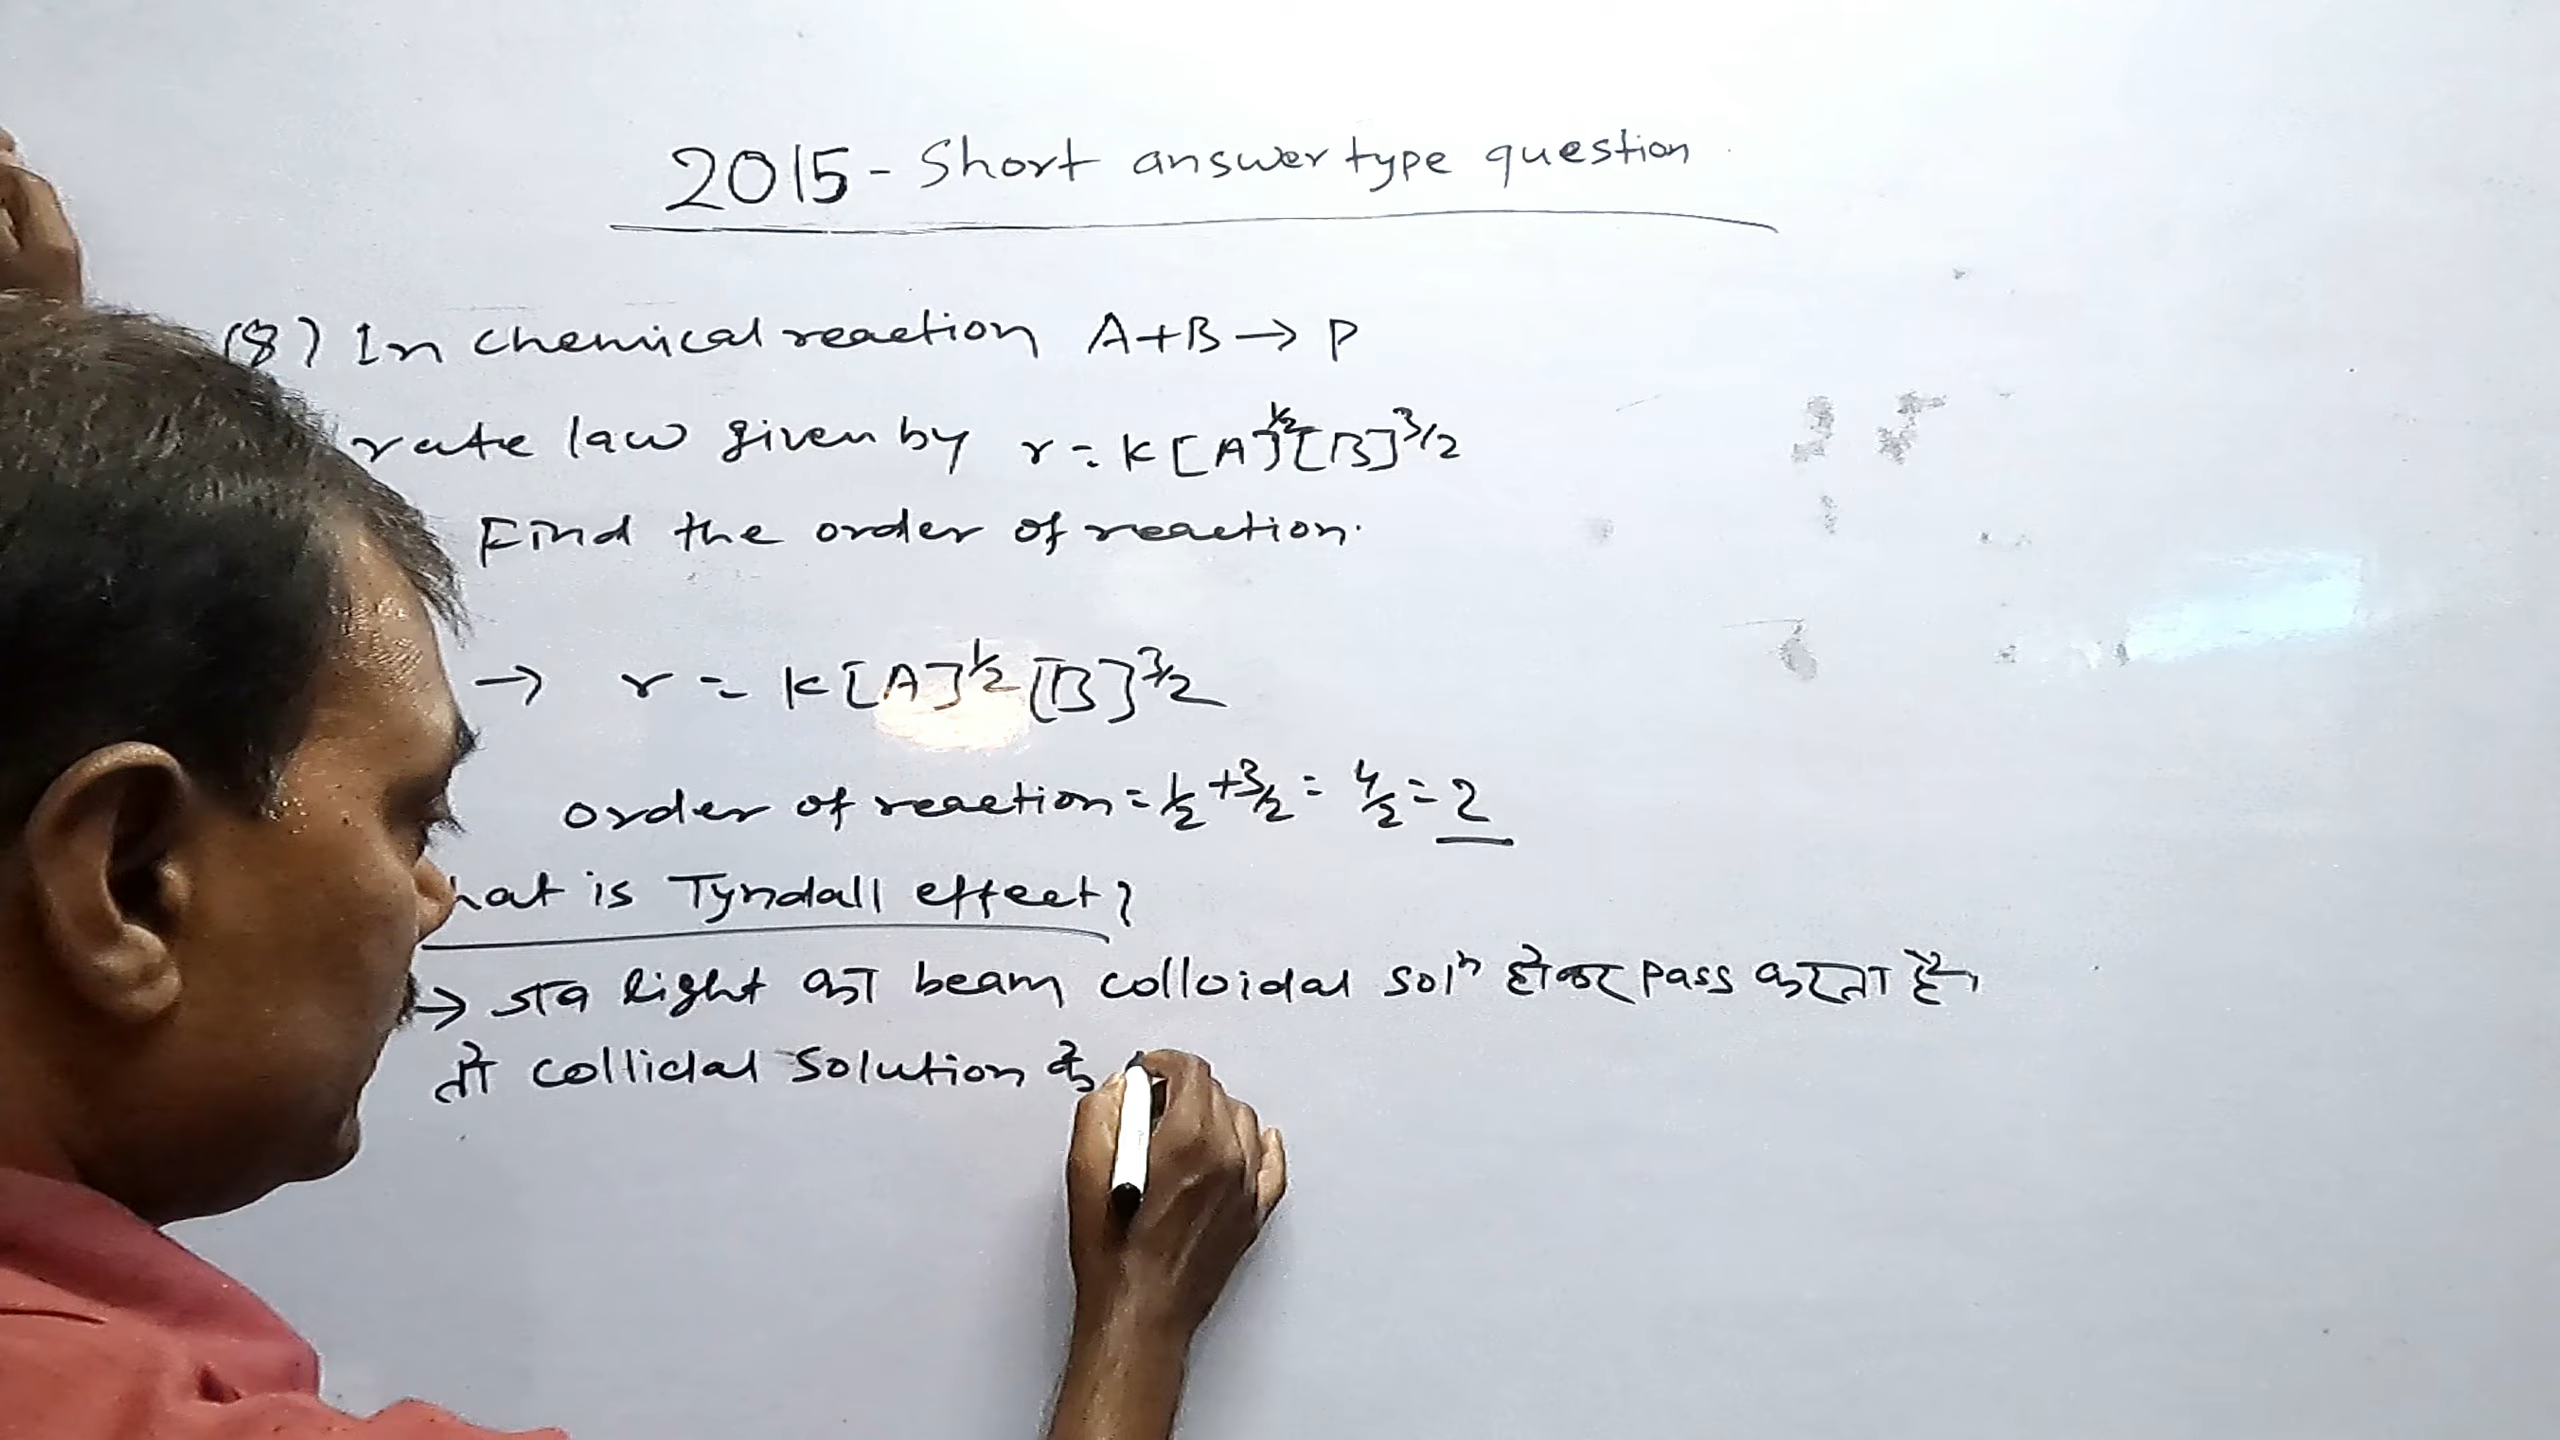 2015 - Short answer type question
(8) In chemical reaction A+B → P
rate law given by r = K[A]^1/2[B]^3/2
Find the order of reaction.
→ r = K[A]^1/2 [B]^3/2
order of reaction = 1/2 + 3/2 = 4/2 = 2
hat is Tyndall effect?
→ जब light का beam colloidal solⁿ होकर pass करता है
तो collidal solution के